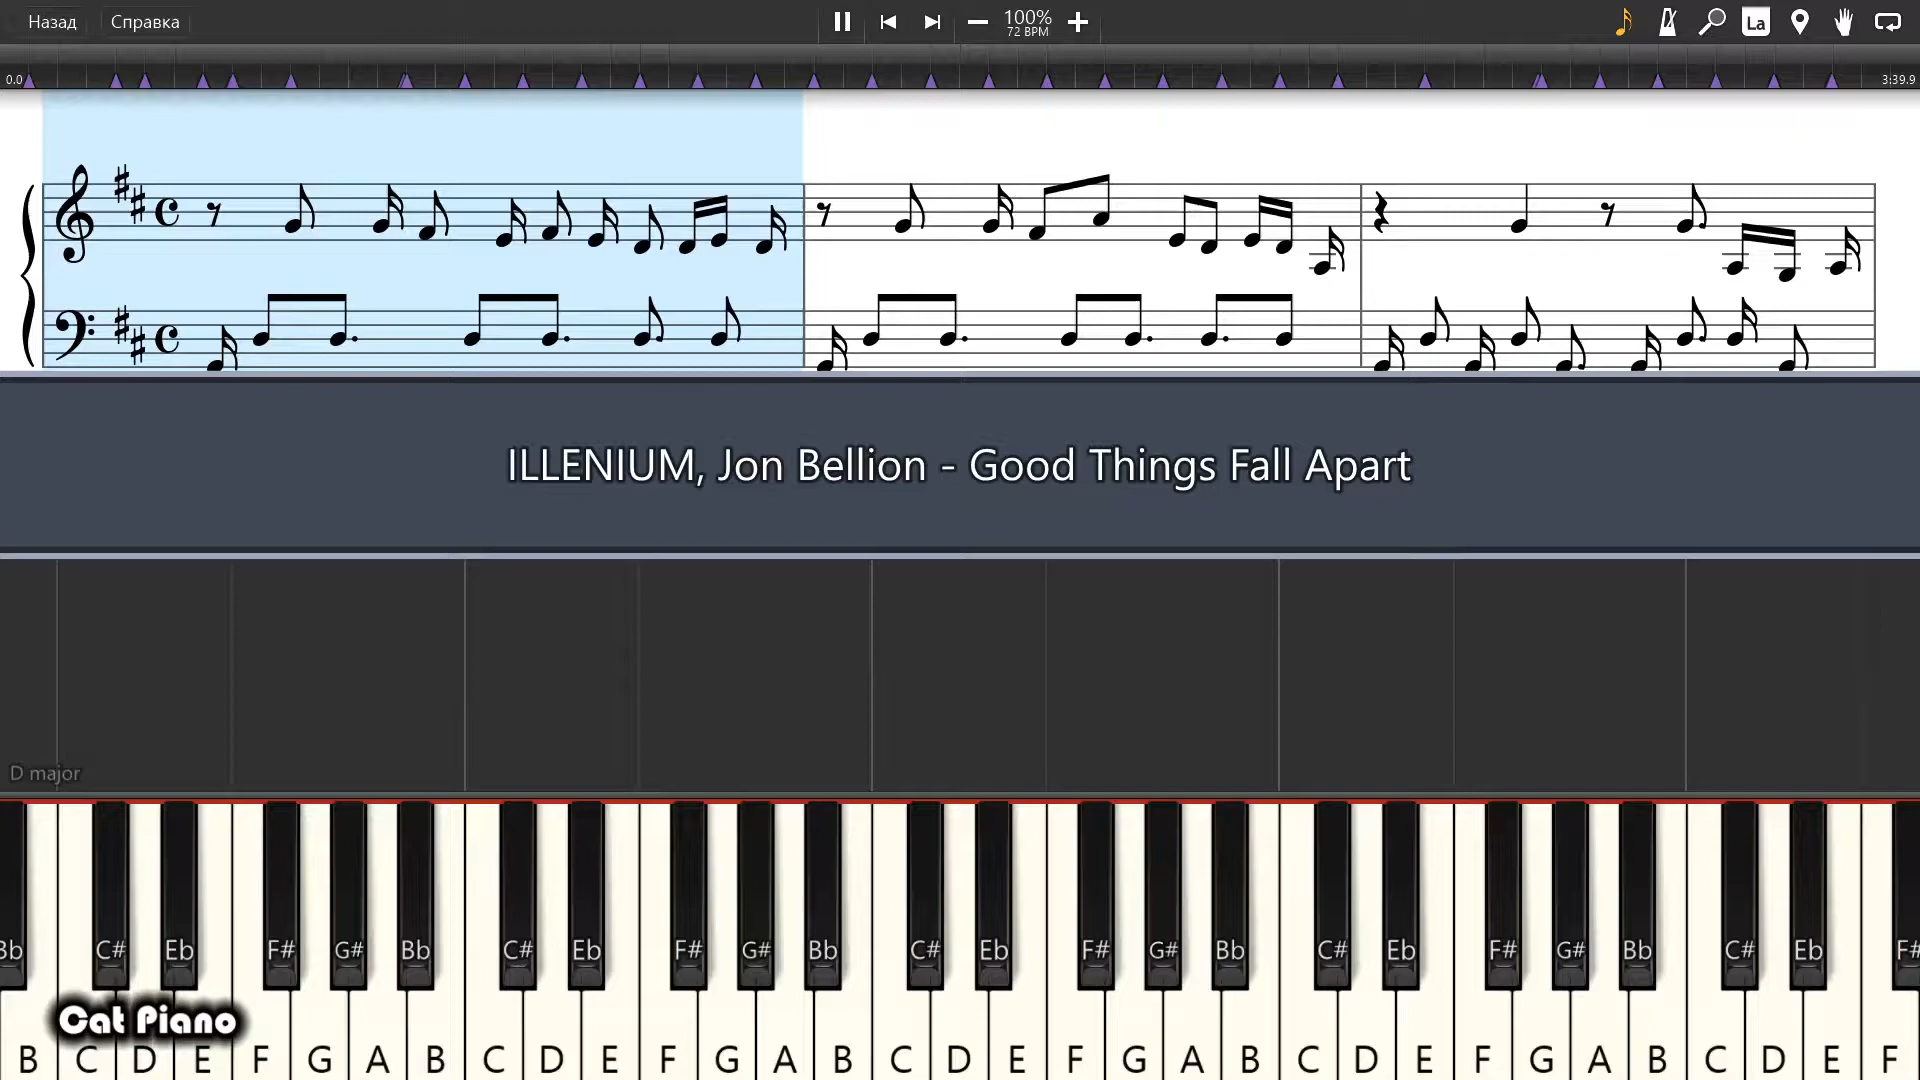 Назад Справка 100% La
72 BPM
0.0 3:39.9
ILLENIUM, Jon Bellion - Good Things Fall Apart
D major
Bb C# Eb F# G# Bb C# Eb F# G# Bb C# Eb F# G# Bb C# Eb F# G# Bb C# Eb F#
Cat Piano
B C D E F G A B C D E F G A B C D E F G A B C D E F G A B C D E F